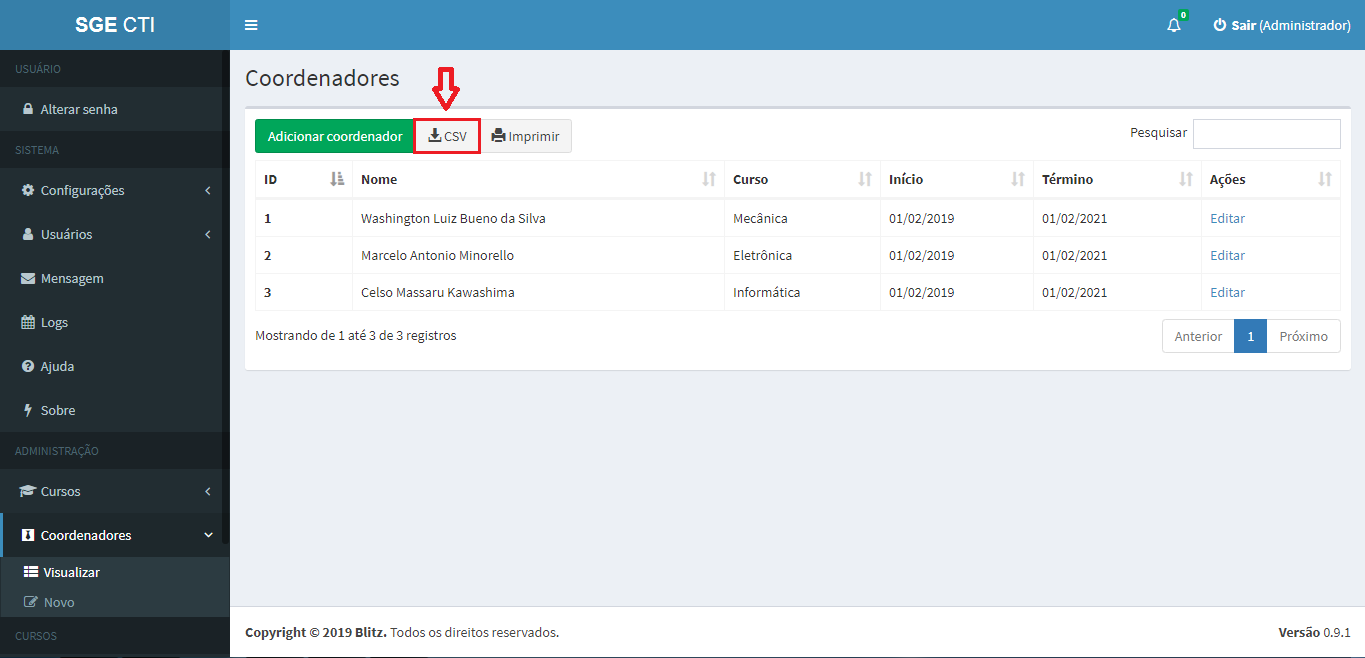 SGE CTI
0
Sair (Administrador)
USUÁRIO
Alterar senha
SISTEMA
Configurações
Usuários
Mensagem
Logs
Ajuda
Sobre
ADMINISTRAÇÃO
Cursos
Coordenadores
Visualizar
Novo
CURSOS
Coordenadores
Adicionar coordenador CSV Imprimir Pesquisar
ID Nome Curso Início Término Ações
1 Washington Luiz Bueno da Silva Mecânica 01/02/2019 01/02/2021 Editar
2 Marcelo Antonio Minorello Eletrônica 01/02/2019 01/02/2021 Editar
3 Celso Massaru Kawashima Informática 01/02/2019 01/02/2021 Editar
Mostrando de 1 até 3 de 3 registros Anterior 1 Próximo
Copyright © 2019 Blitz. Todos os direitos reservados. Versão 0.9.1